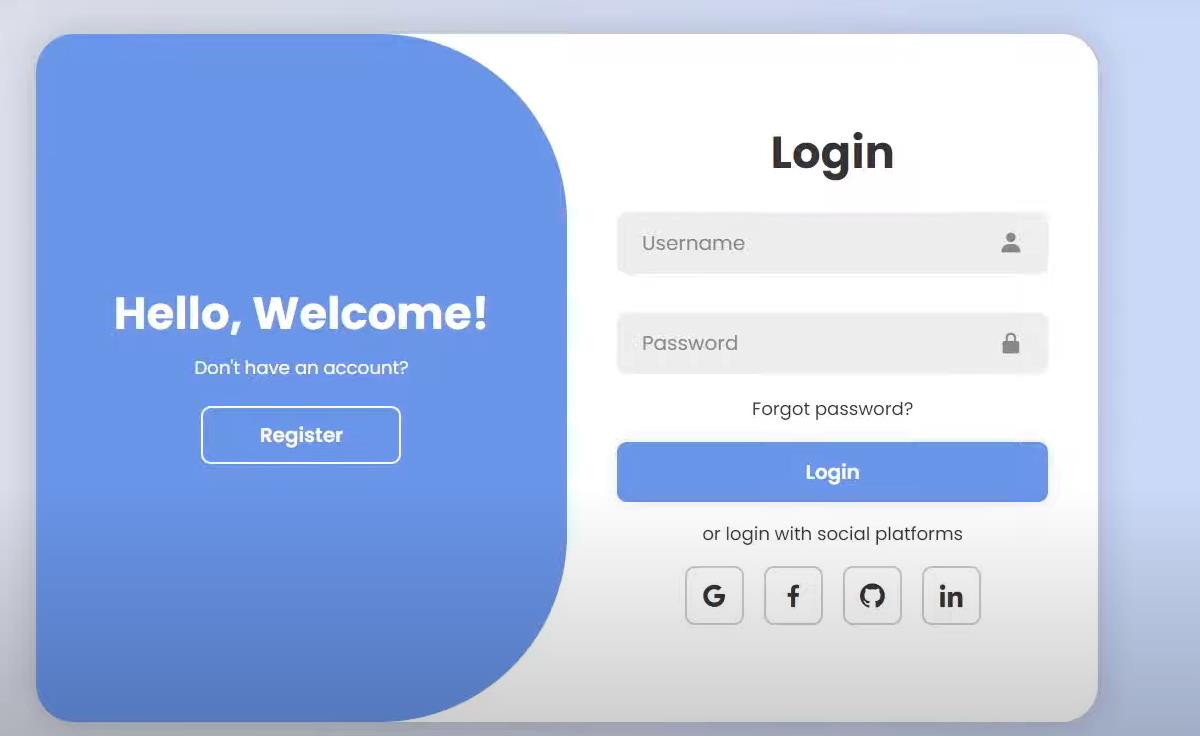 Hello, Welcome!
Don't have an account?
Register
Login
Username
Password
Forgot password?
Login
or login with social platforms
G
f
in